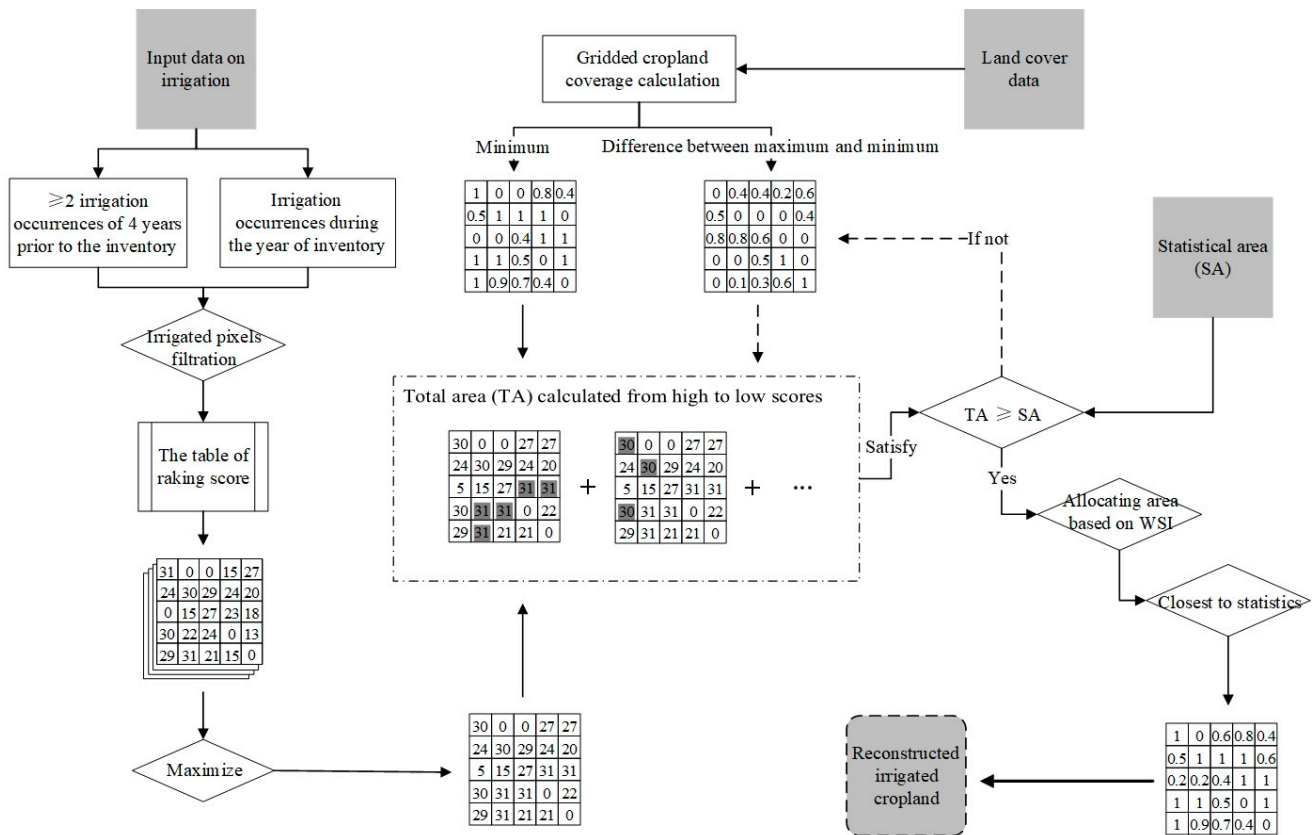 Input data on
irrigation
Gridded cropland
coverage calculation
Land cover
data
Minimum
Difference between maximum and minimum
≥2 irrigation
occurrences of 4 years
prior to the inventory
Irrigation
occurrences during
the year of inventory
1 0 0 0.8 0.4
0.5 1 1 1 0
0 0 0.4 1 1
1 1 0.5 0 1
1 0.9 0.7 0.4 0
0 0.4 0.4 0.2 0.6
0.5 0 0 0 0.4
0.8 0.8 0.6 0 0
0 0 0.5 1 0
0 0.1 0.3 0.6 1
If not
Statistical area
(SA)
Irrigated pixels
filtration
Total area (TA) calculated from high to low scores
30 0 0 27 27
24 30 29 24 20
5 15 27 31 31
30 31 31 0 22
29 31 21 21 0
+
30 0 0 27 27
24 30 29 24 20
5 15 27 31 31
30 31 31 0 22
29 31 21 21 0
+ ...
Satisfy
TA ≥ SA
Yes
The table of
raking score
Allocating area
based on WSI
Closest to statistics
31 0 0 15 27
24 30 29 24 20
0 15 27 23 18
30 22 24 0 13
29 31 21 15 0
Maximize
30 0 0 27 27
24 30 29 24 20
5 15 27 31 31
30 31 31 0 22
29 31 21 21 0
Reconstructed
irrigated
cropland
1 0 0.6 0.8 0.4
0.5 1 1 1 0.6
0.2 0.2 0.4 1 1
1 1 0.5 0 1
1 0.9 0.7 0.4 0